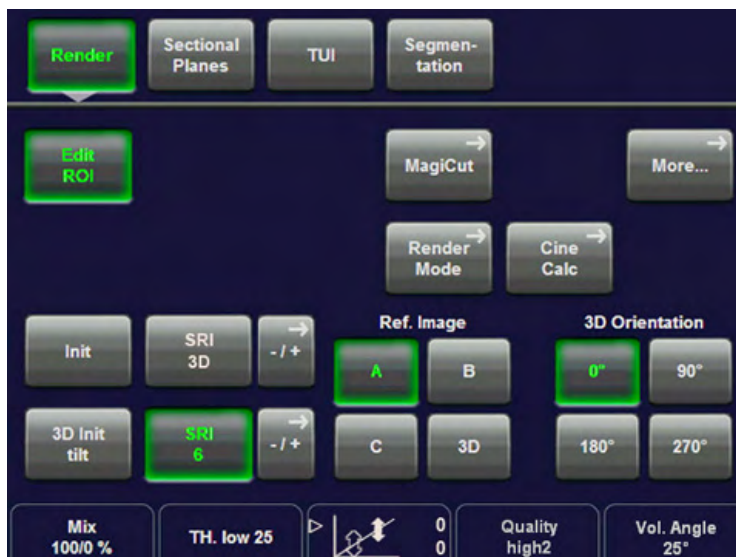 Render
Sectional
Planes
TUI
Segmen-
tation
Edit
ROI
MagiCut
More...
Render
Mode
Cine
Calc
Ref. Image
3D Orientation
Init
SRI
3D
- / +
A
B
0°
90°
3D Init
tilt
SRI
6
- / +
C
3D
180°
270°
Mix
100/0 %
TH. low 25
0
0
Quality
high2
Vol. Angle
25°